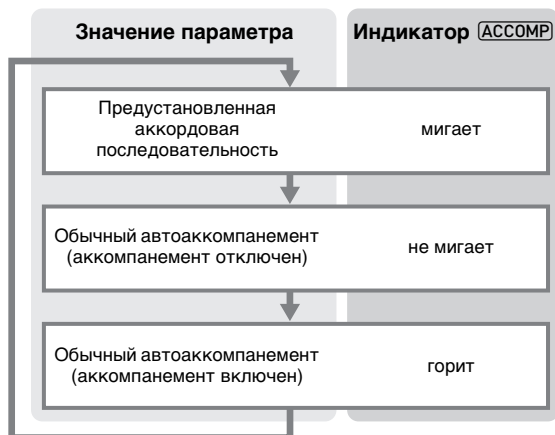 Значение параметра
Индикатор ACCOMP
Предустановленная
аккордовая
последовательность
мигает
Обычный автоаккомпанемент
(аккомпанемент отключен)
не мигает
Обычный автоаккомпанемент
(аккомпанемент включен)
горит